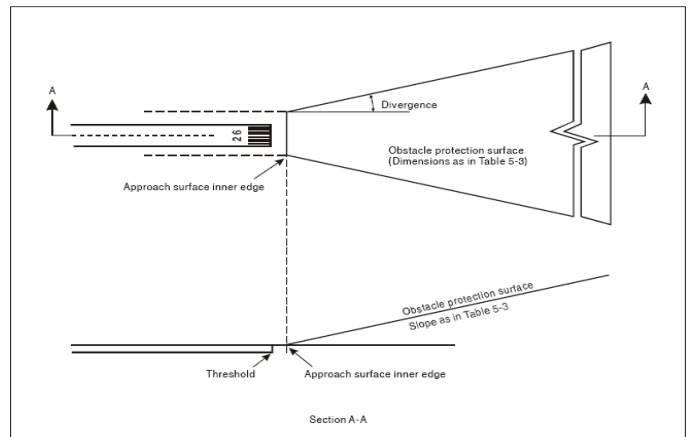 A
A
Divergence
26
Obstacle protection surface
(Dimensions as in Table 5-3)
Approach surface inner edge
Obstacle protection surface
Slope as in Table 5-3
Threshold
Approach surface inner edge
Section A-A